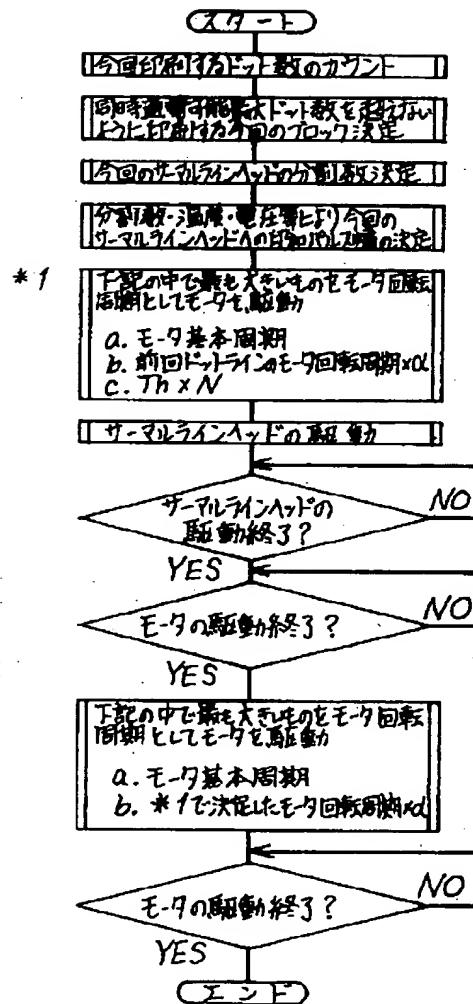 スタート
今回印刷するドット数のカウント
同時通電可能最大ドット数を超えない
ように印刷する今回のブロック決定
今回のサーマルラインヘッドの分割数決定
分割数・温度・電圧等により今回の
サーマルラインヘッドへの印加パルス幅の決定
*1
下記の中で最も大きいものをモータ回転
周期としてモータを駆動
a. モータ基本周期
b. 前回ドットラインのモータ回転周期×α
c. Th×N
サーマルラインヘッドの駆動
サーマルラインヘッドの
駆動終了?
NO
YES
モータの駆動終了?
NO
YES
下記の中で最も大きいものをモータ回転
周期としてモータを駆動
a. モータ基本周期
b. *1で決定したモータ回転周期×α
モータの駆動終了?
NO
YES
エンド